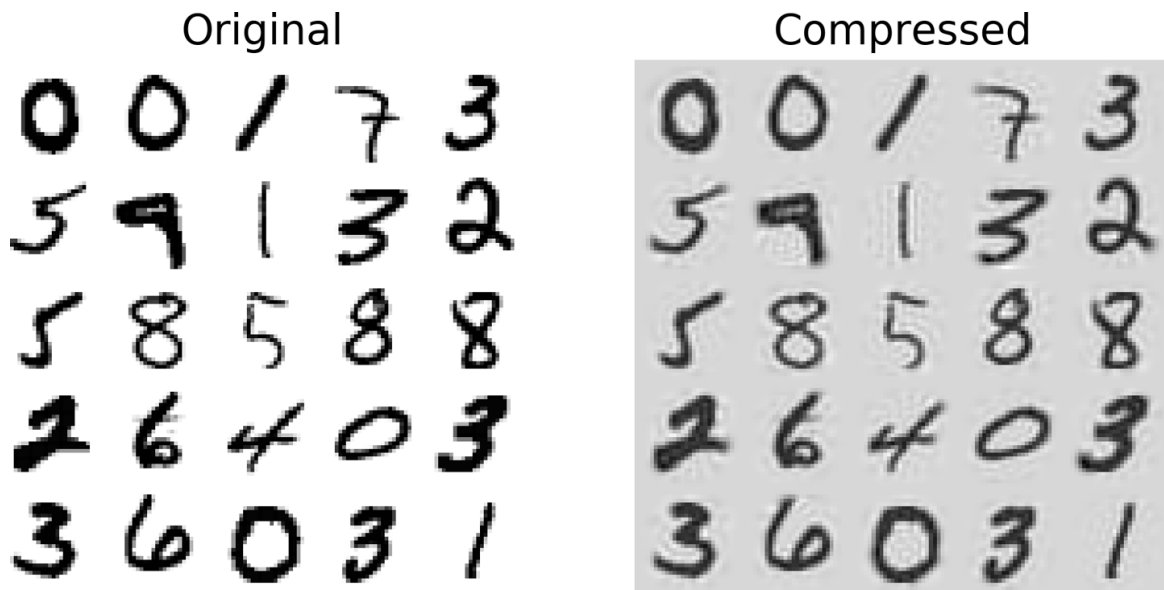 Original Compressed
0 0 1 7 3 0 0 1 7 3
5 9 1 3 2 5 9 1 3 2
5 8 5 8 8 5 8 5 8 8
2 6 4 0 3 2 6 4 0 3
3 6 0 3 1 3 6 0 3 1